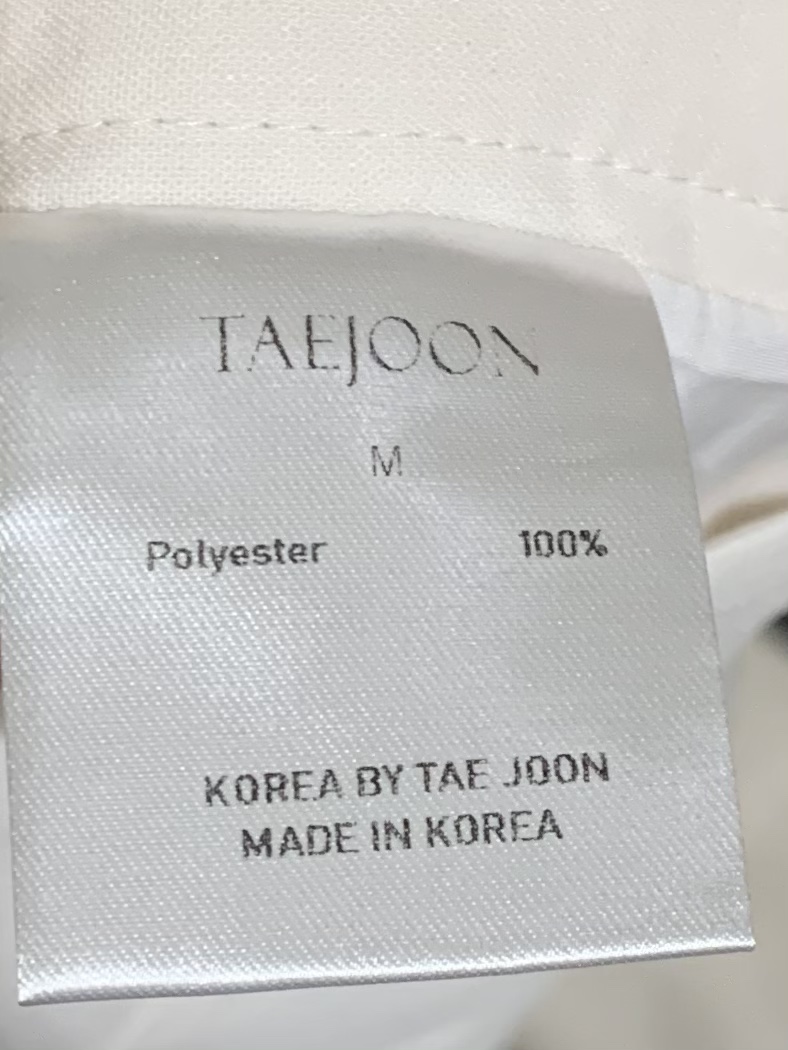 TAEJOON
M
Polyester 100%
KOREA BY TAE JOON
MADE IN KOREA